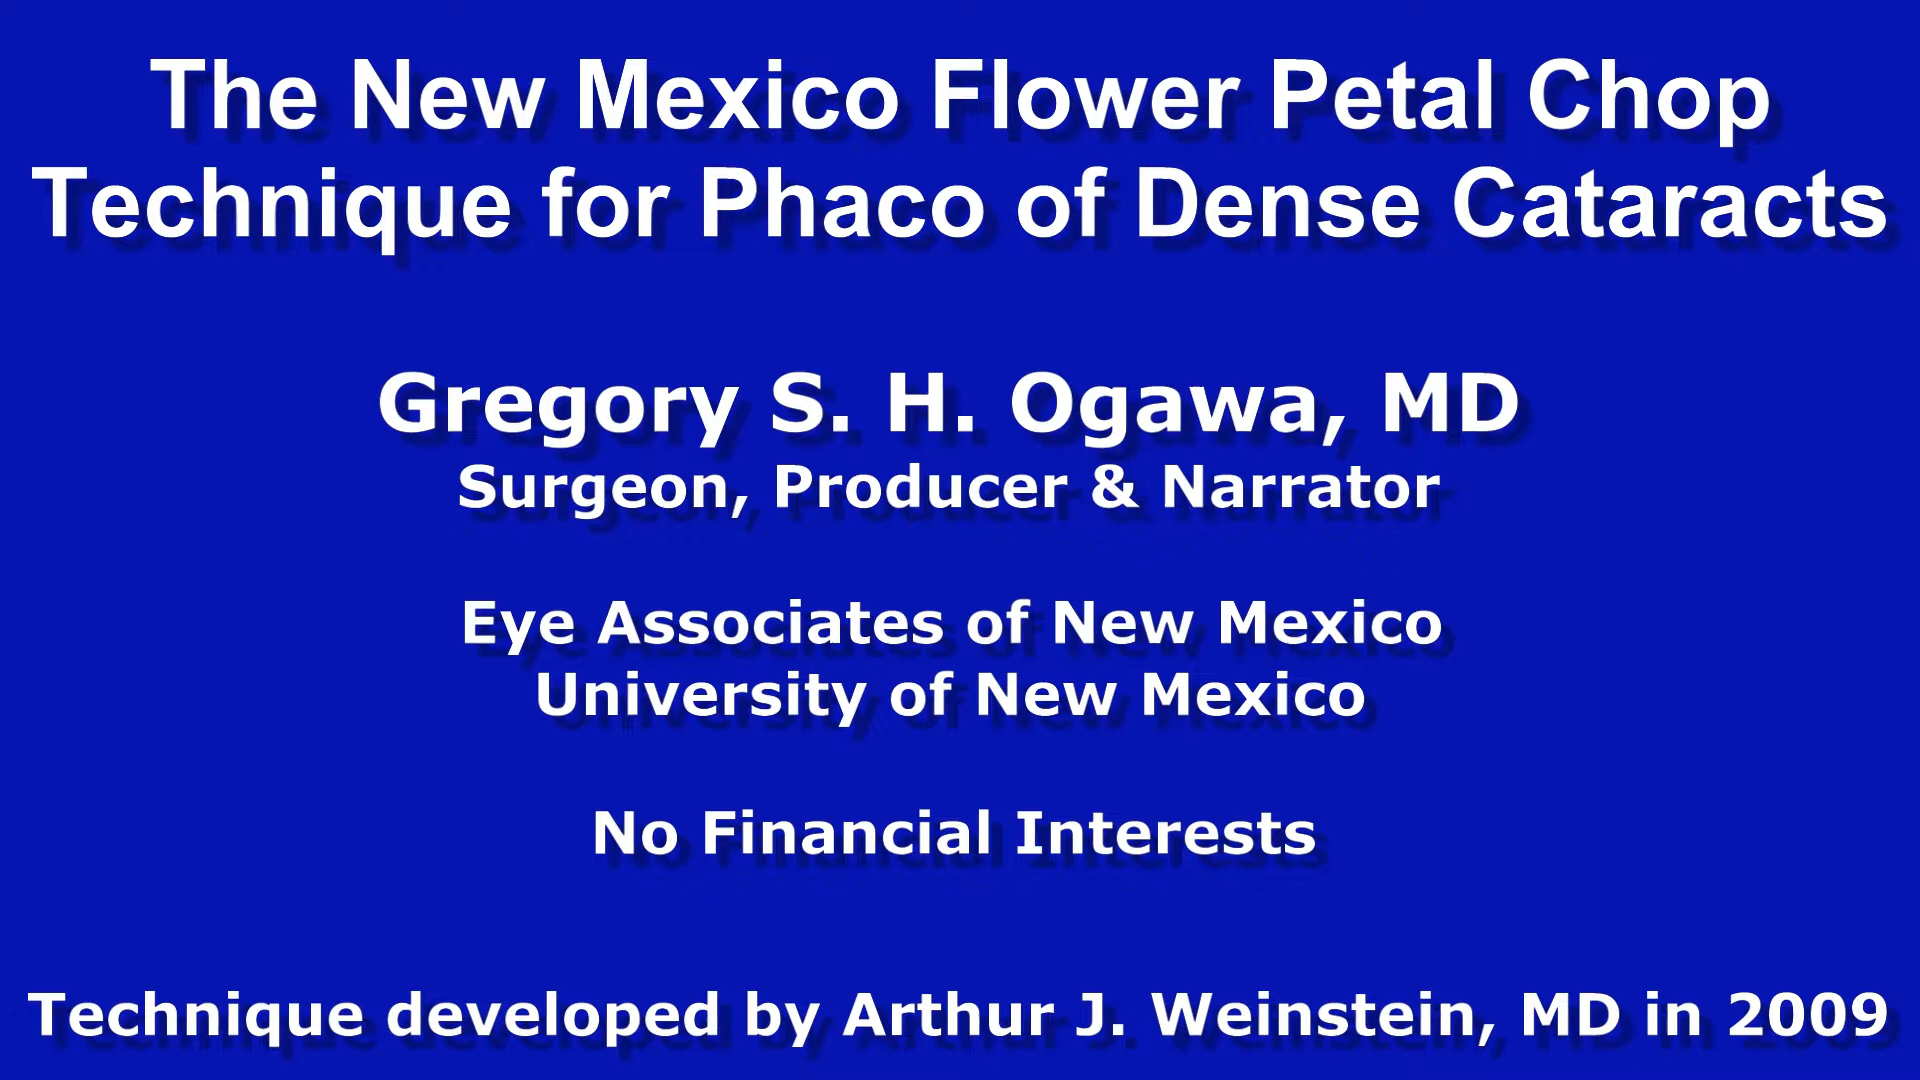 The New Mexico Flower Petal Chop
Technique for Phaco of Dense Cataracts
Gregory S. H. Ogawa, MD
Surgeon, Producer & Narrator
Eye Associates of New Mexico
University of New Mexico
No Financial Interests
Technique developed by Arthur J. Weinstein, MD in 2009